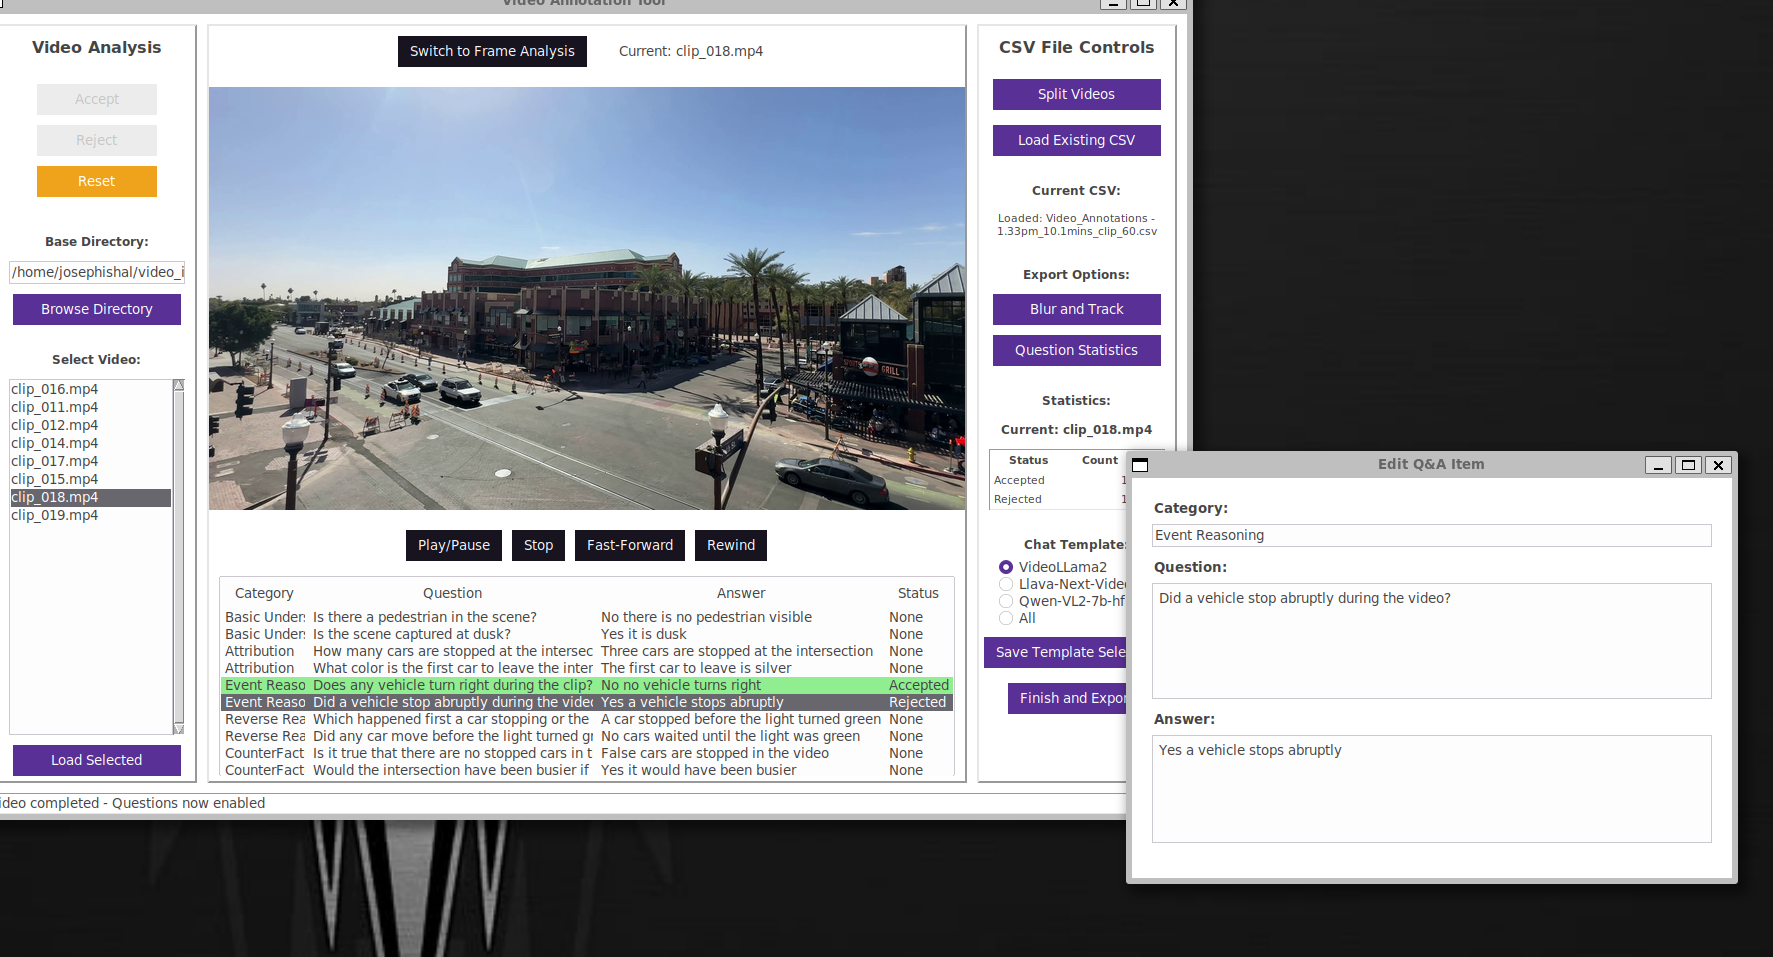 Video Annotation Tool
Video Analysis
Accept
Reject
Reset
Base Directory:
/home/josephishal/video_i
Browse Directory
Select Video:
clip_016.mp4
clip_011.mp4
clip_012.mp4
clip_014.mp4
clip_017.mp4
clip_015.mp4
clip_018.mp4
clip_019.mp4
Load Selected
Switch to Frame Analysis
Current: clip_018.mp4
GRILL
Play/Pause
Stop
Fast-Forward
Rewind
Category Question Answer Status
Basic Under: Is there a pedestrian in the scene? No there is no pedestrian visible None
Basic Under: Is the scene captured at dusk? Yes it is dusk None
Attribution How many cars are stopped at the intersec Three cars are stopped at the intersection None
Attribution What color is the first car to leave the inter The first car to leave is silver None
Event Reaso Does any vehicle turn right during the clip? No no vehicle turns right Accepted
Event Reaso Did a vehicle stop abruptly during the vide Yes a vehicle stops abruptly Rejected
Reverse Rea Which happened first a car stopping or the A car stopped before the light turned green None
Reverse Rea Did any car move before the light turned gr No cars waited until the light was green None
CounterFact Is it true that there are no stopped cars in t False cars are stopped in the video None
CounterFact Would the intersection have been busier if Yes it would have been busier None
ideo completed - Questions now enabled
CSV File Controls
Split Videos
Load Existing CSV
Current CSV:
Loaded: Video_Annotations -
1.33pm_10.1mins_clip_60.csv
Export Options:
Blur and Track
Question Statistics
Statistics:
Current: clip_018.mp4
Status Count
Accepted 1
Rejected 1
Chat Template:
VideoLLama2
Llava-Next-Vide
Qwen-VL2-7b-hf
All
Save Template Sele
Finish and Expor
Edit Q&A Item
Category:
Event Reasoning
Question:
Did a vehicle stop abruptly during the video?
Answer:
Yes a vehicle stops abruptly